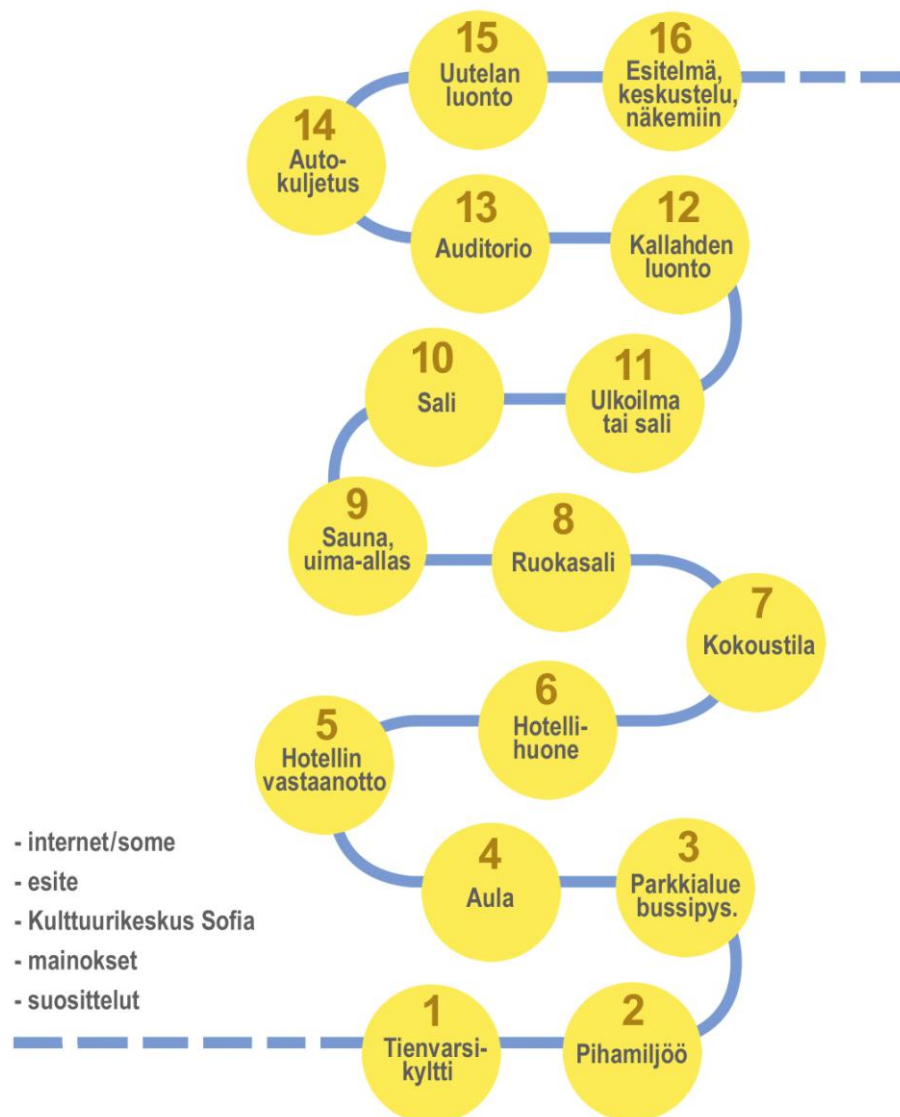 15
Uutelan
luonto
16
Esitelmä,
keskustelu,
näkemiin
14
Auto-
kuljetus
13
Auditorio
12
Kallahden
luonto
10
Sali
11
Ulkoilma
tai sali
9
Sauna,
uima-allas
8
Ruokasali
7
Kokoustila
6
Hotelli-
huone
5
Hotellin
vastaanotto
4
Aula
3
Parkkialue
bussipys.
- internet/some
- esite
- Kulttuurikeskus Sofia
- mainokset
- suosittelut
1
Tienvarsi-
kyltti
2
Pihamiljöö